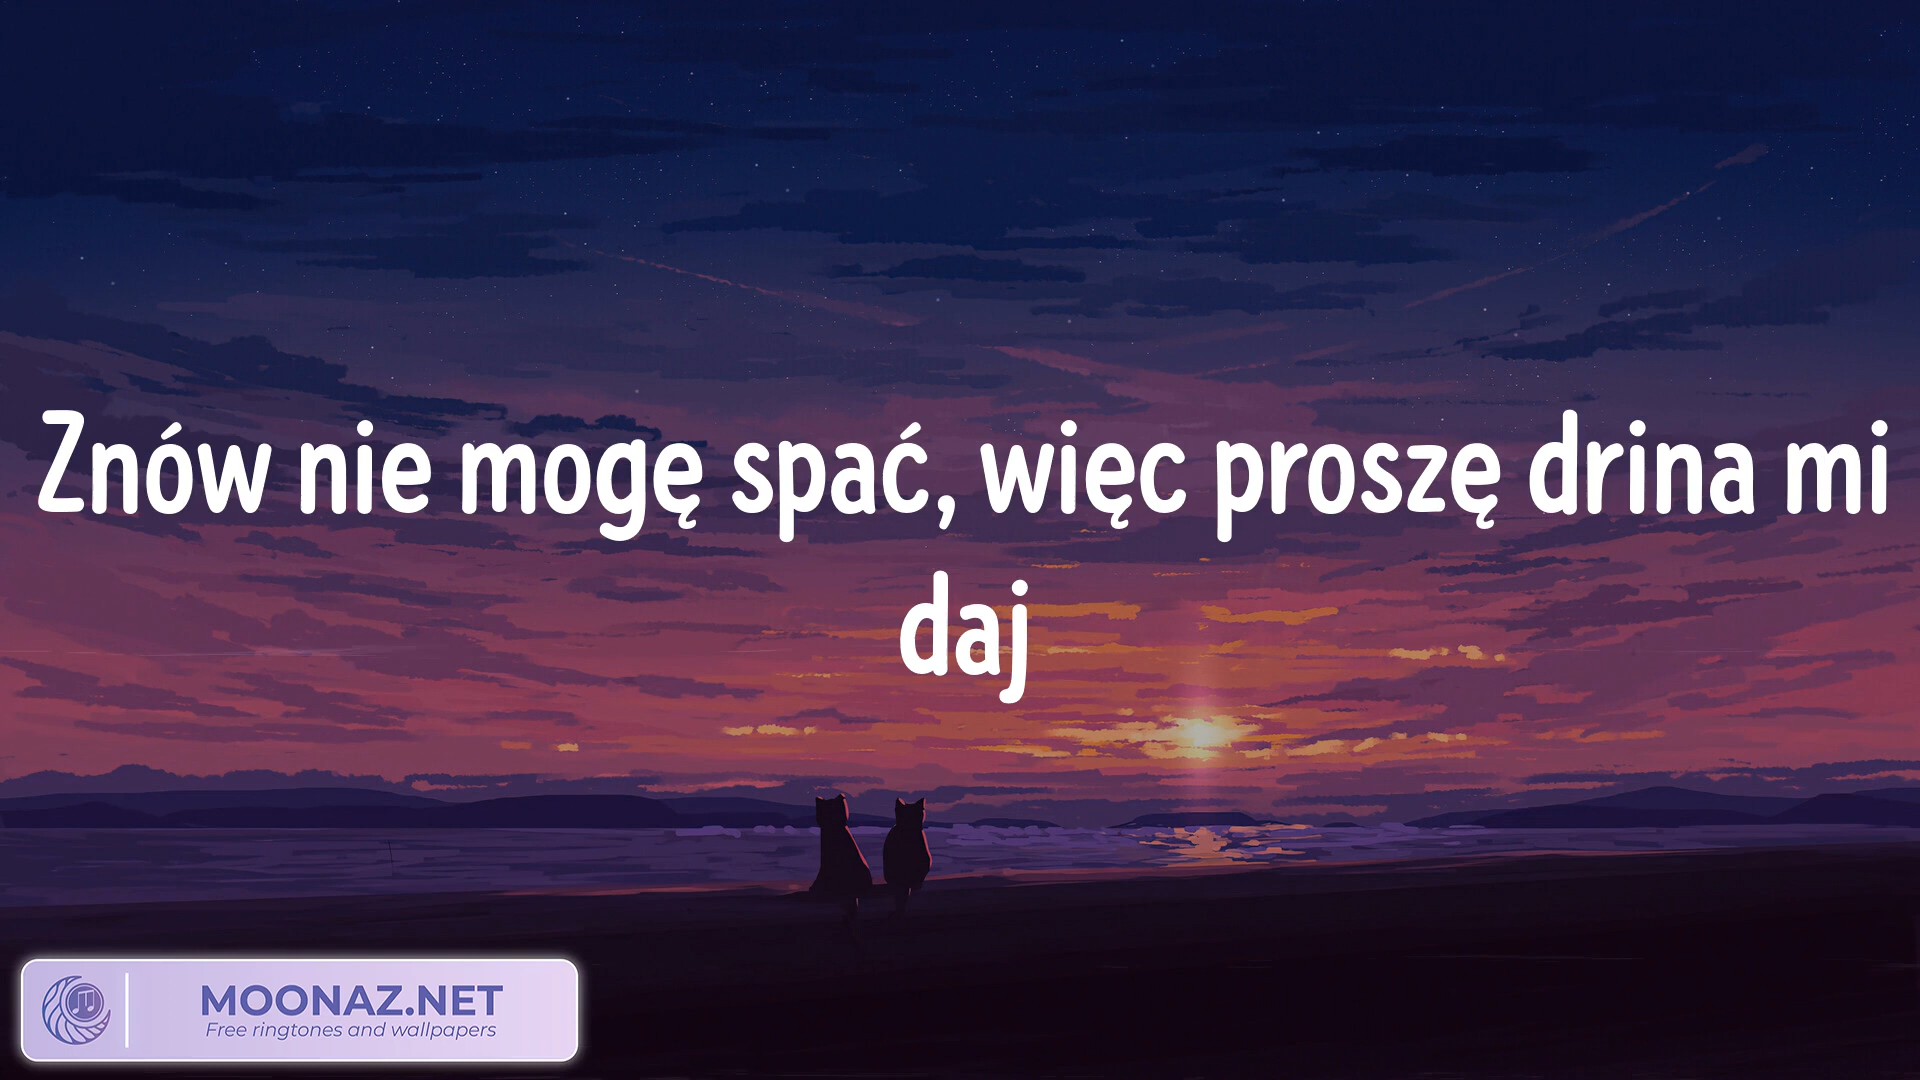 Znów nie mogę spać, więc proszę drina mi
daj
MOONAZ.NET
Free ringtones and wallpapers